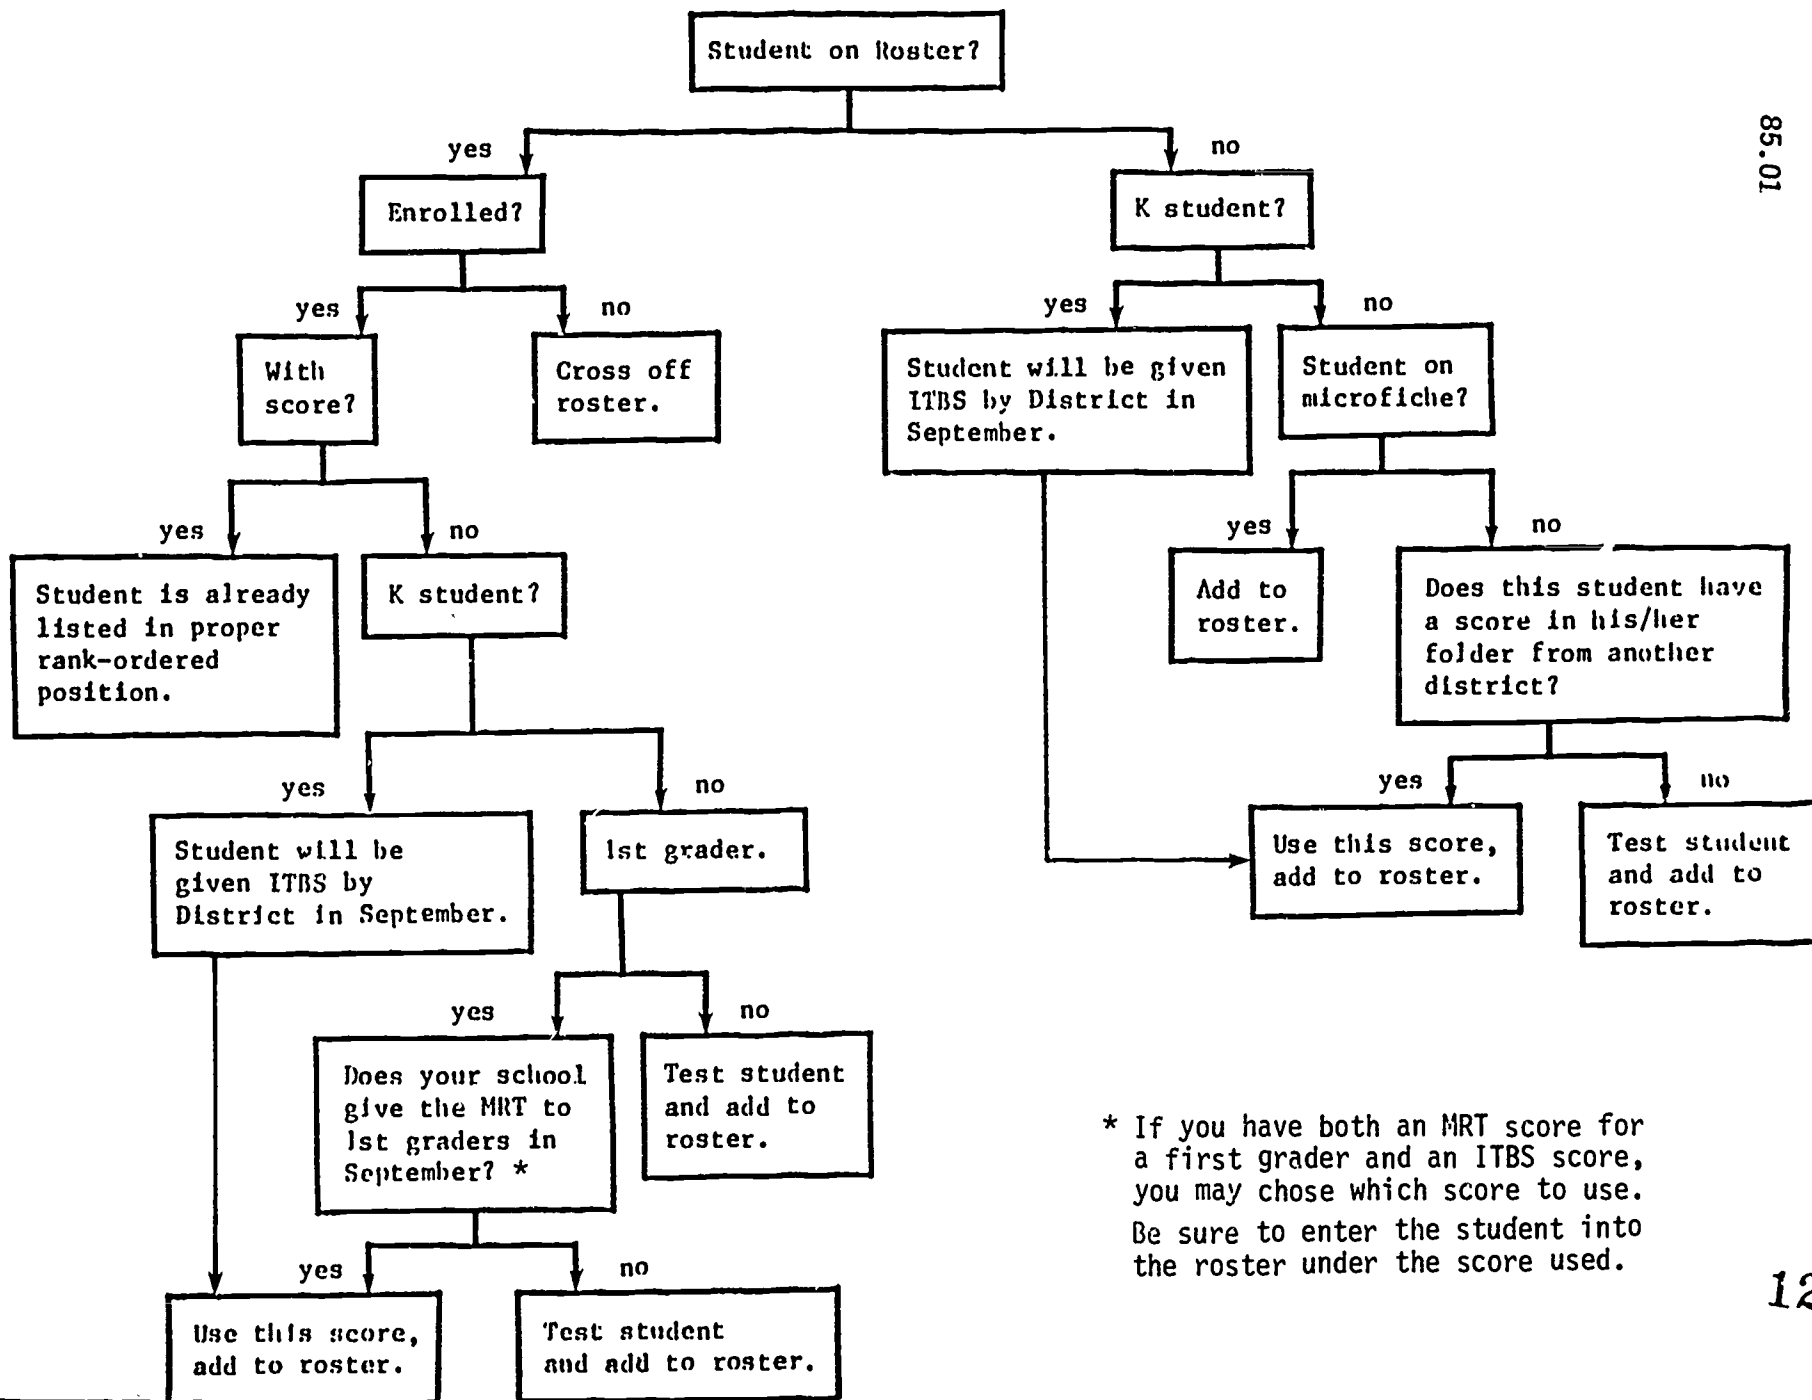 Student on Roster?
85.01
yes
no
Enrolled?
K student?
yes
no
yes
no
With
score?
Cross off
roster.
Student will be given
ITBS by District in
September.
Student on
microfiche?
yes
no
yes
no
Student is already
listed in proper
rank-ordered
position.
K student?
Add to
roster.
Does this student have
a score in his/her
folder from another
district?
yes
no
yes
no
Student will be
given ITBS by
District in September.
1st grader.
Use this score,
add to roster.
Test student
and add to
roster.
yes
no
Does your school
give the MRT to
1st graders in
September? *
Test student
and add to
roster.
* If you have both an MRT score for
a first grader and an ITBS score,
you may chose which score to use.
Be sure to enter the student into
the roster under the score used.
yes
no
Use this score,
add to roster.
Test student
and add to roster.
12